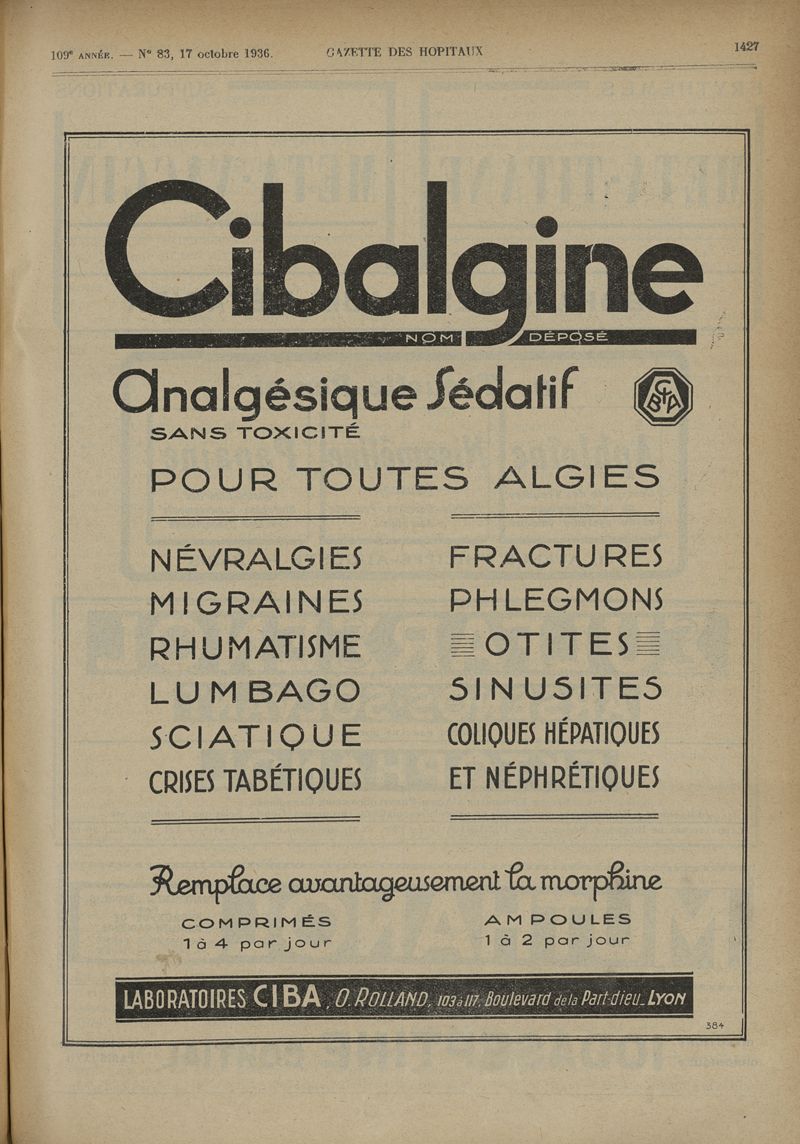 109e ANNÉE. — N° 83, 17 octobre 1936.
GAZETTE DES HOPITAUX
1427
Cibalgine
NOM DÉPOSÉ
Analgésique Sédatif
CIBA
SANS TOXICITÉ
POUR TOUTES ALGIES
NÉVRALGIES
MIGRAINES
RHUMATISME
LUMBAGO
SCIATIQUE
CRISES TABÉTIQUES
FRACTURES
PHLEGMONS
OTITES
SINUSITES
COLIQUES HÉPATIQUES
ET NÉPHRÉTIQUES
Remplace avantageusement la morphine
COMPRIMÉS
1 à 4 par jour
AMPOULES
1 à 2 par jour
LABORATOIRES CIBA, O. ROLLAND, 103 à 117, Boulevard de la Part-dieu_LYON
384